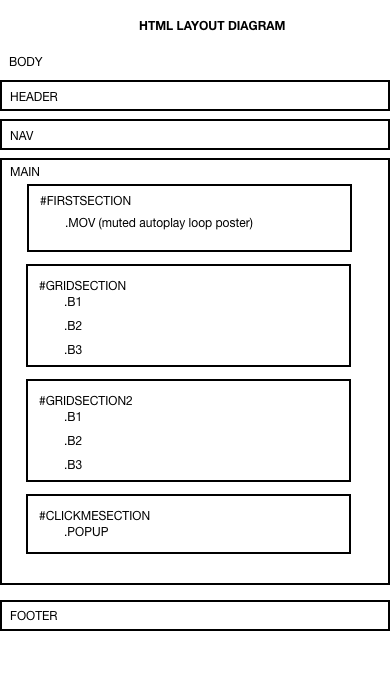 HTML LAYOUT DIAGRAM
BODY
HEADER
NAV
MAIN
#FIRSTSECTION
.MOV (muted autoplay loop poster)
#GRIDSECTION
.B1
.B2
.B3
#GRIDSECTION2
.B1
.B2
.B3
#CLICKMESECTION
.POPUP
FOOTER